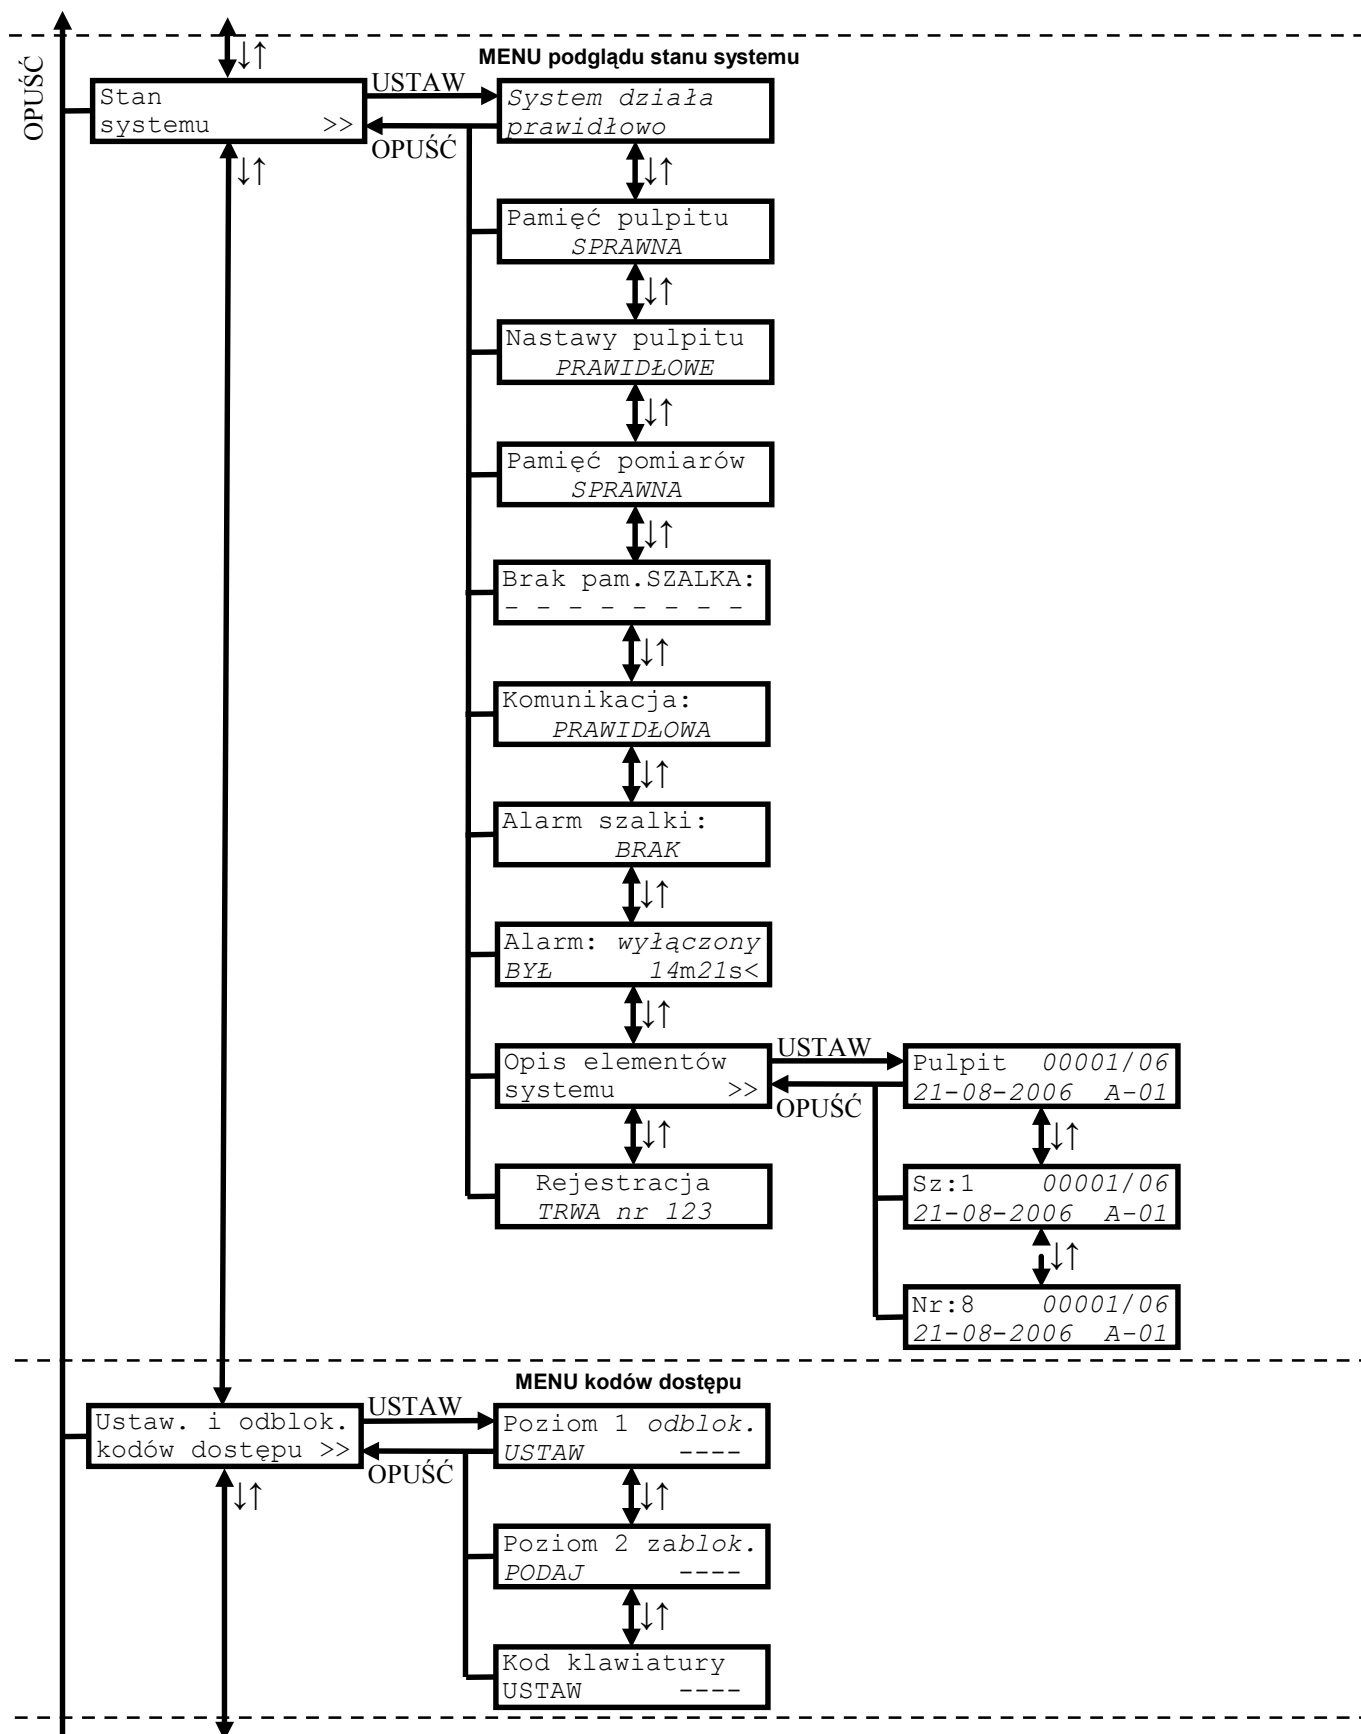 OPUŚĆ
↓↑
MENU podglądu stanu systemu
Stan
systemu >>
USTAW
OPUŚĆ
System działa
prawidłowo
↓↑
↓↑
Pamięć pulpitu
SPRAWNA
↓↑
Nastawy pulpitu
PRAWIDŁOWE
↓↑
Pamięć pomiarów
SPRAWNA
↓↑
Brak pam.SZALKA:
- - - - - - - -
↓↑
Komunikacja:
PRAWIDŁOWA
↓↑
Alarm szalki:
BRAK
↓↑
Alarm: wyłączony
BYŁ 14m21s<
↓↑
Opis elementów
systemu >>
USTAW
OPUŚĆ
Pulpit 00001/06
21-08-2006 A-01
↓↑
↓↑
Rejestracja
TRWA nr 123
Sz:1 00001/06
21-08-2006 A-01
↓↑
Nr:8 00001/06
21-08-2006 A-01
MENU kodów dostępu
Ustaw. i odblok.
kodów dostępu >>
USTAW
OPUŚĆ
Poziom 1 odblok.
USTAW ----
↓↑
↓↑
Poziom 2 zablok.
PODAJ ----
↓↑
Kod klawiatury
USTAW ----